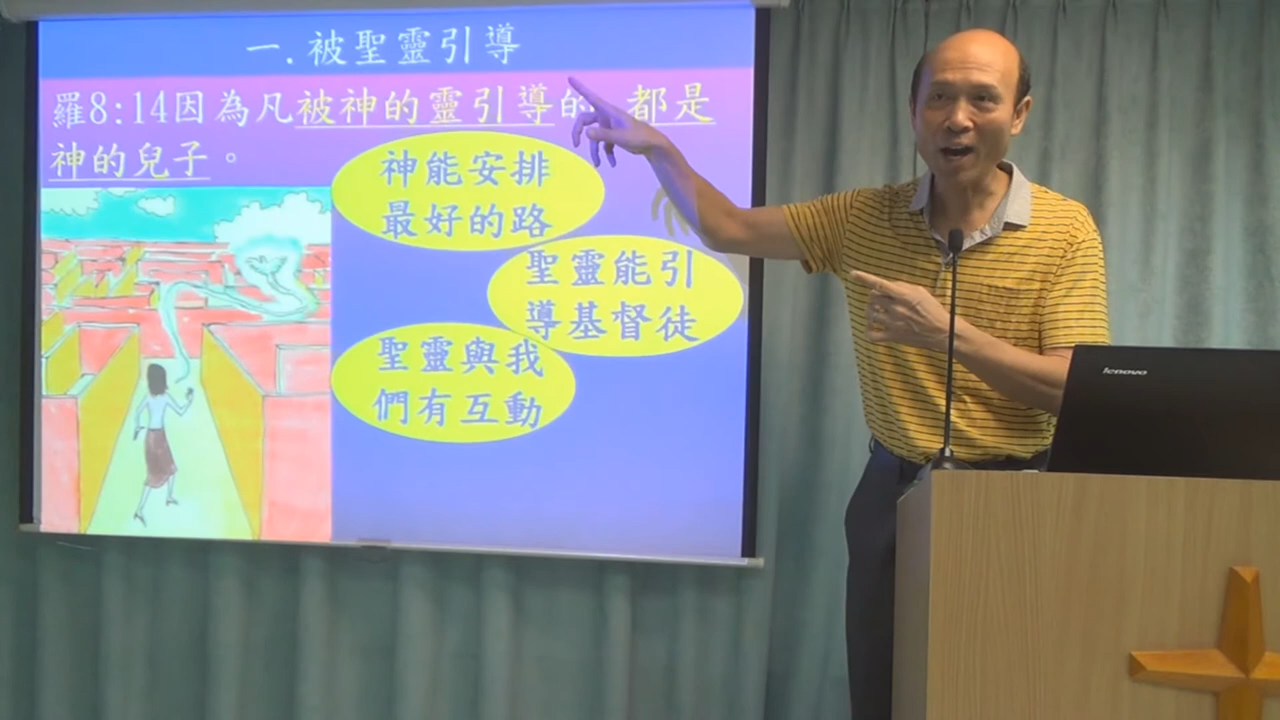 一.被聖靈引導
羅8:14因為凡被神的靈引導的 都是
神的兒子。
神能安排
最好的路
聖靈能引
導基督徒
聖靈與我
們有互動
lenovo